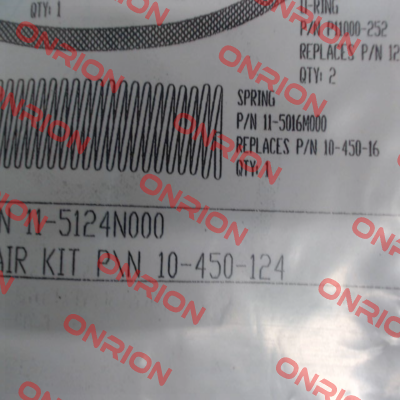 QTY: 1
U-RING
P/N P11000-252
REPLACES P/N 12
QTY: 2
SPRING
P/N 11-5016M000
REPLACES P/N 10-450-16
QTY: 1
N 11-5124N000
AIR KIT P\N 10-450-124
ONRION
ONRION
ONRION
ONRION
ONRION
ONRION
ONRION
ONRION
ONRION